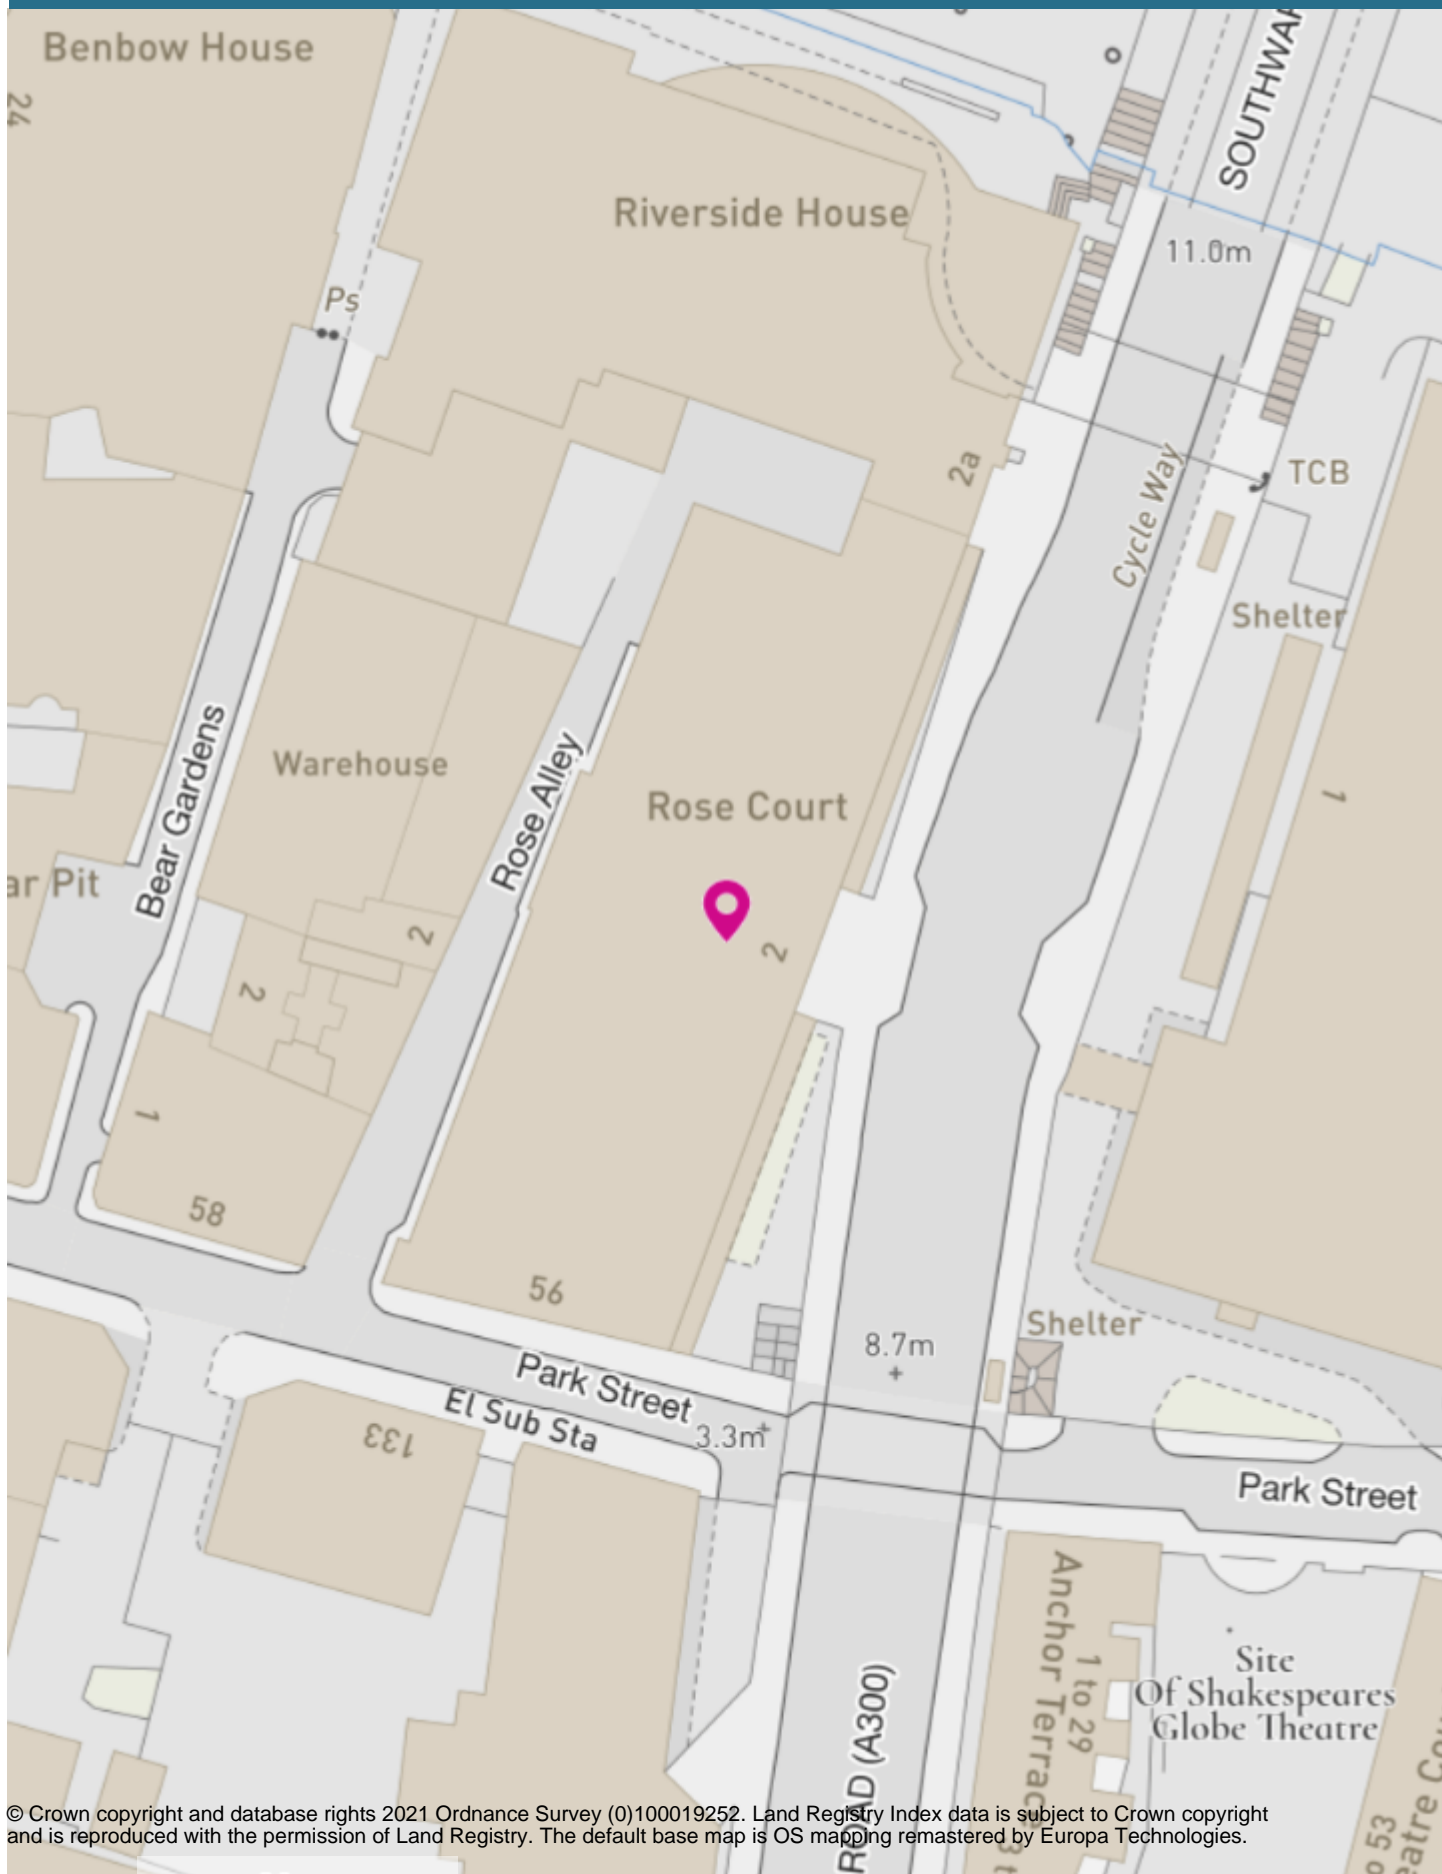 Benbow House
24
SOUTHWAR
Riverside House
11.0m
Ps
2a
TCB
Cycle Way
Shelter
Bear Gardens
Warehouse
Rose Alley
Rose Court
1
ar Pit
2
2
2
1
58
56
Shelter
8.7m
Park Street
El Sub Sta
3.3m
133
Park Street
Anchor Terrace
1 to 29
Site
Of Shakespeares
Globe Theatre
ROAD (A300)
© Crown copyright and database rights 2021 Ordnance Survey (0)100019252. Land Registry Index data is subject to Crown copyright
and is reproduced with the permission of Land Registry. The default base map is OS mapping remastered by Europa Technologies.
3 t
o 53
eatre Cou